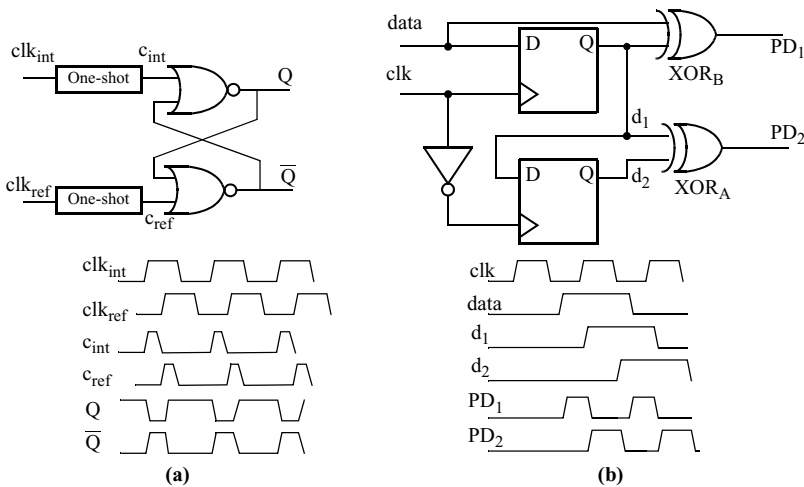 clk_int
One-shot
c_int
Q
clk_ref
One-shot
c_ref
Q̅
clk_int
clk_ref
c_int
c_ref
Q
Q̅
(a)
data
clk
D Q
XOR_B
PD_1
d_1
D Q
d_2
XOR_A
PD_2
clk
data
d_1
d_2
PD_1
PD_2
(b)